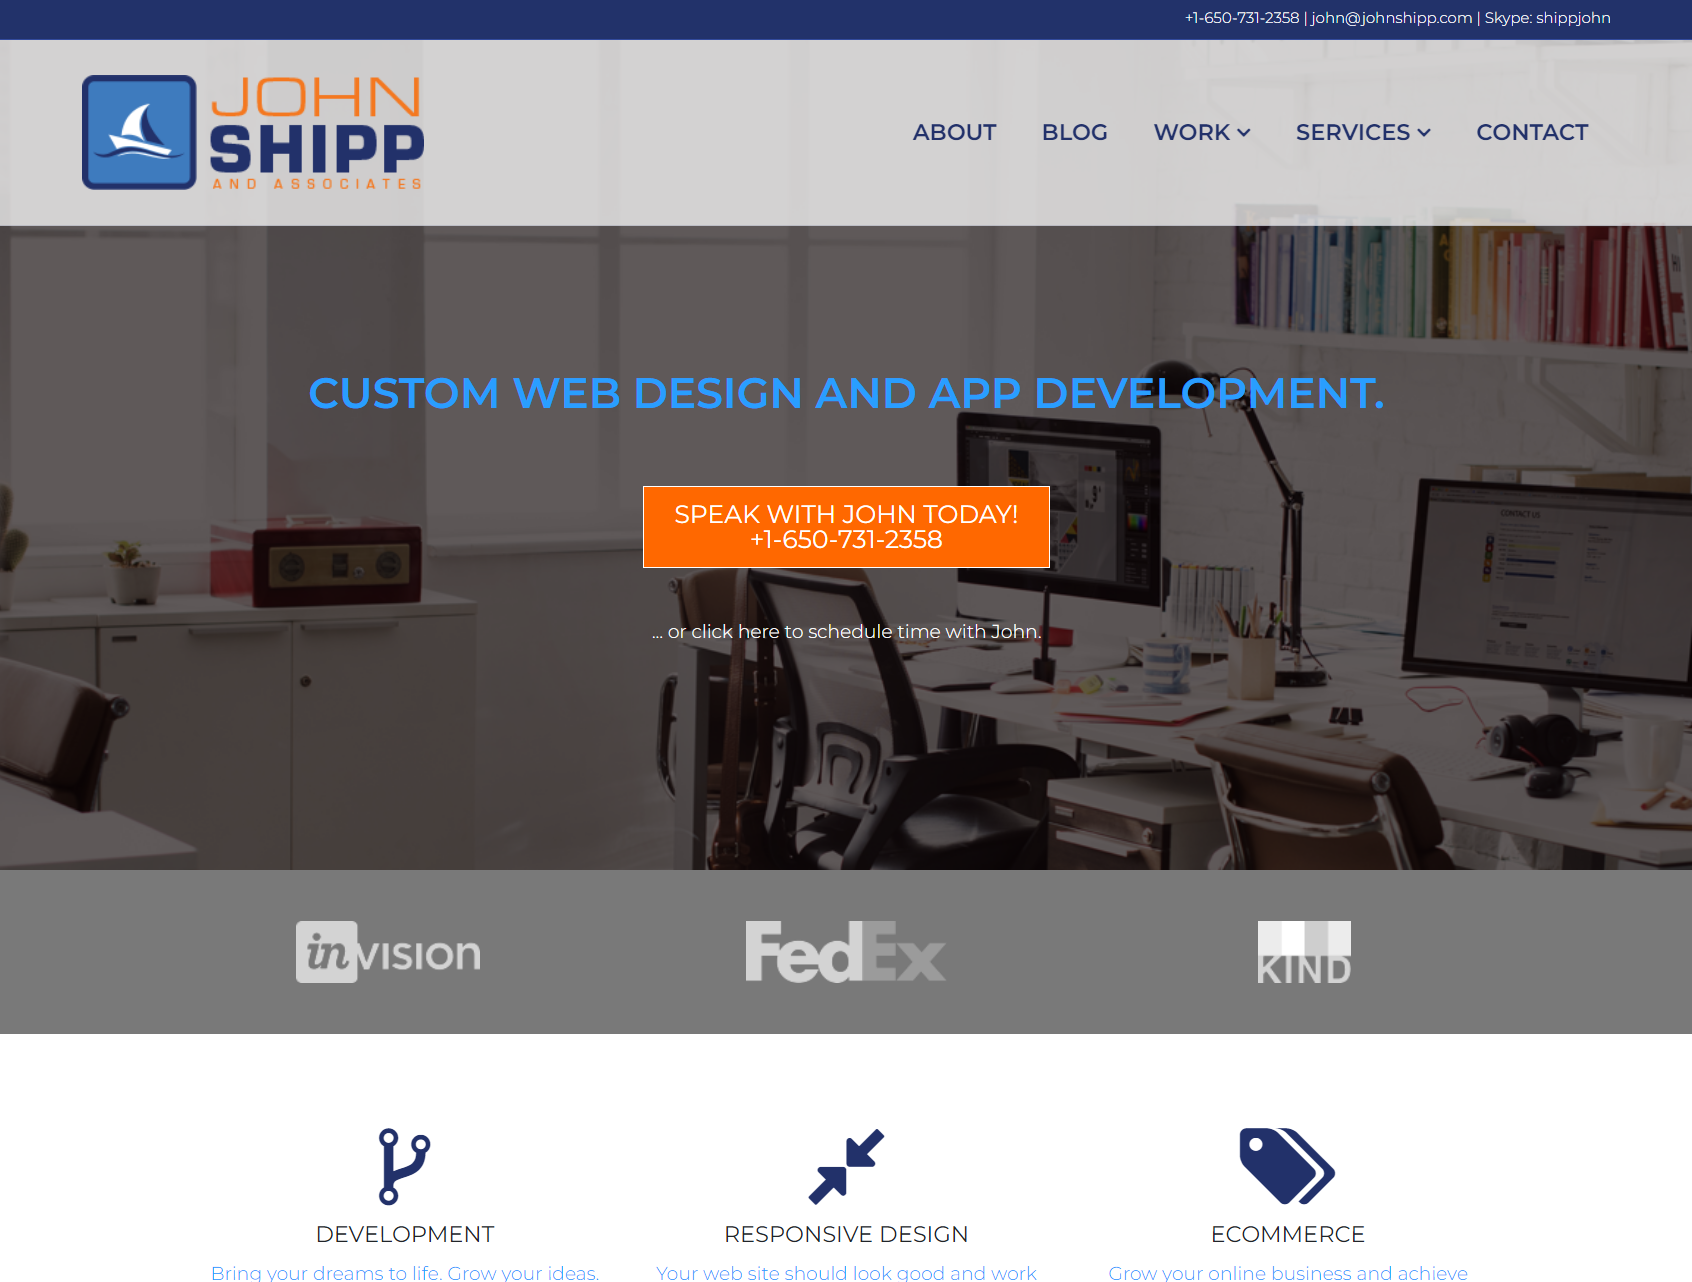 +1-650-731-2358 | john@johnshipp.com | Skype: shippjohn
JOHN
SHIPP
AND ASSOCIATES
ABOUT BLOG WORK SERVICES CONTACT
CUSTOM WEB DESIGN AND APP DEVELOPMENT.
SPEAK WITH JOHN TODAY!
+1-650-731-2358
... or click here to schedule time with John.
CONTACT US
invision
FedEx
KIND
DEVELOPMENT
RESPONSIVE DESIGN
ECOMMERCE
Bring your dreams to life. Grow your ideas.
Your web site should look good and work
Grow your online business and achieve